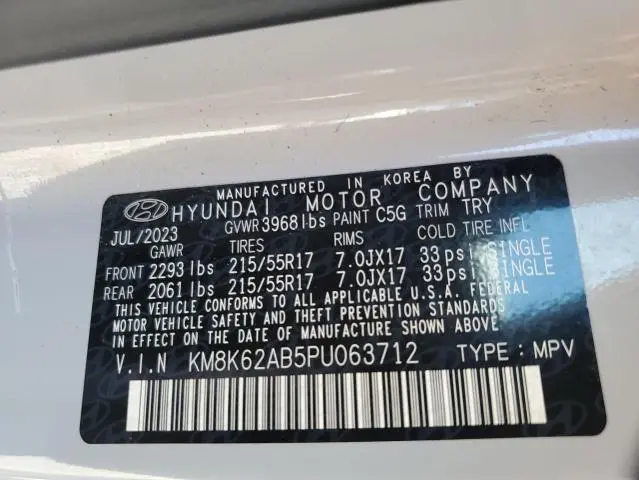 MANUFACTURED IN KOREA BY
HYUNDAI MOTOR COMPANY
JUL/2023 GVWR 3968 lbs PAINT C5G TRIM TRY
GAWR TIRES RIMS COLD TIRE INFL
FRONT 2293 lbs 215/55R17 7.0JX17 33 psi SINGLE
REAR 2061 lbs 215/55R17 7.0JX17 33 psi SINGLE
THIS VEHICLE CONFORMS TO ALL APPLICABLE U.S.A. FEDERAL
MOTOR VEHICLE SAFETY AND THEFT PREVENTION STANDARDS
IN EFFECT ON THE DATE OF MANUFACTURE SHOWN ABOVE.
V.I.N KM8K62AB5PU063712 TYPE : MPV